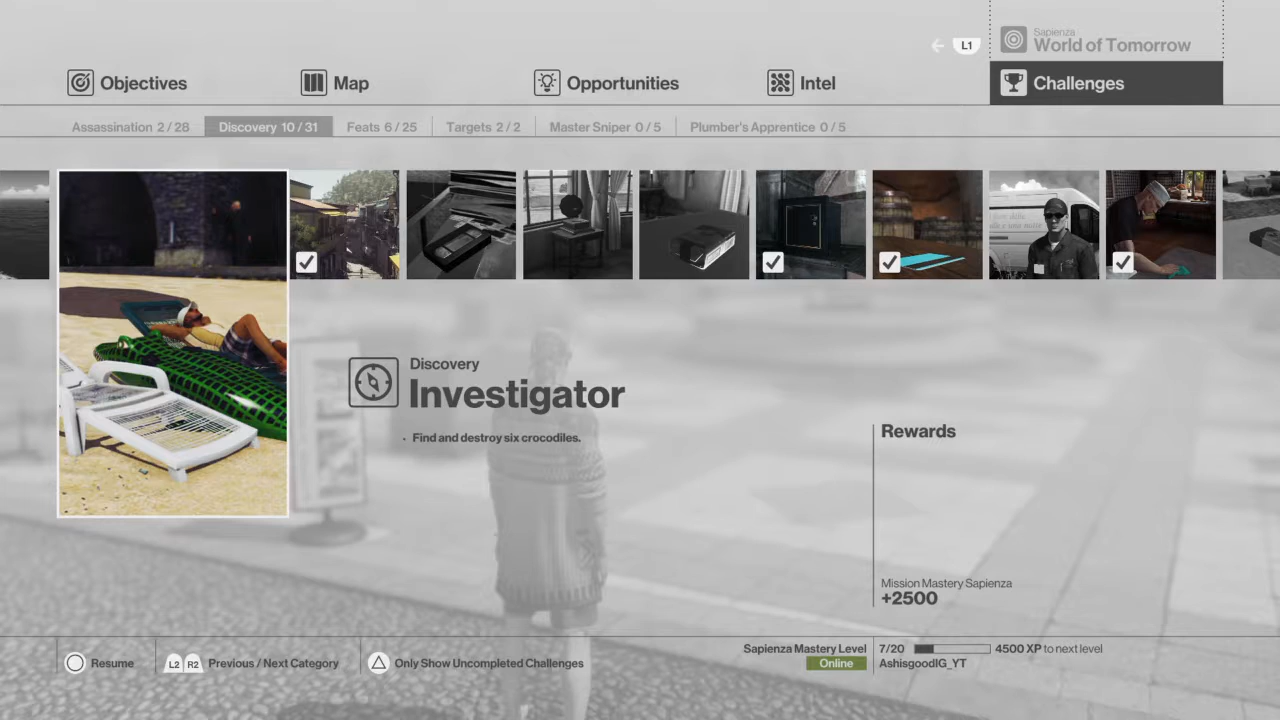 L1
Sapienza
World of Tomorrow
Objectives
Map
Opportunities
Intel
Challenges
Assassination 2 / 28
Discovery 10 / 31
Feats 6 / 25
Targets 2 / 2
Master Sniper 0 / 5
Plumber's Apprentice 0 / 5
Discovery
Investigator
· Find and destroy six crocodiles.
Rewards
Mission Mastery Sapienza
+2500
Resume
L2 R2 Previous / Next Category
Only Show Uncompleted Challenges
Sapienza Mastery Level
7/20
4500 XP to next level
Online
AshisgoodIG_YT